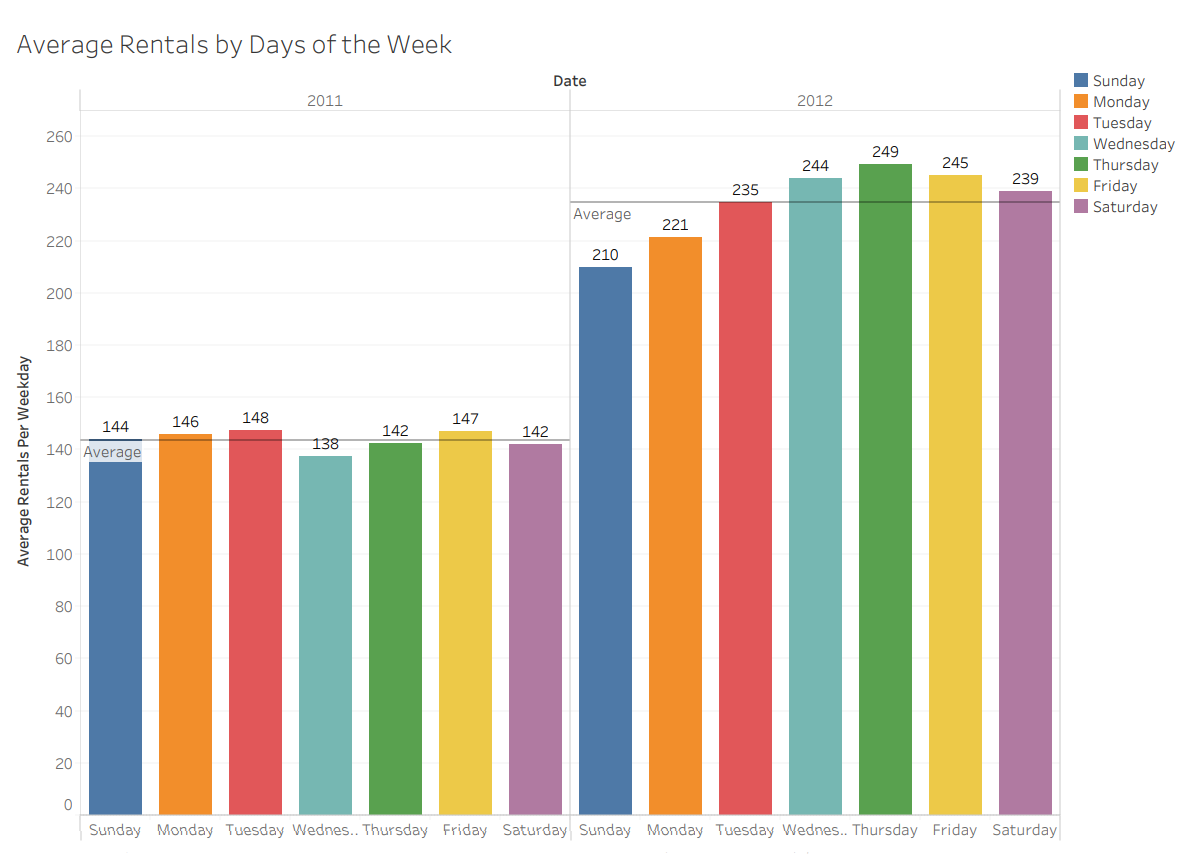 Average Rentals by Days of the Week
Date
2011 2012
Sunday
Monday
Tuesday
Wednesday
Thursday
Friday
Saturday
Average Rentals Per Weekday
260
240
220
200
180
160
140
120
100
80
60
40
20
0
144 146 148 138 142 147 142
Average
210 221 235 244 249 245 239
Average
Sunday Monday Tuesday Wednes.. Thursday Friday Saturday Sunday Monday Tuesday Wednes.. Thursday Friday Saturday